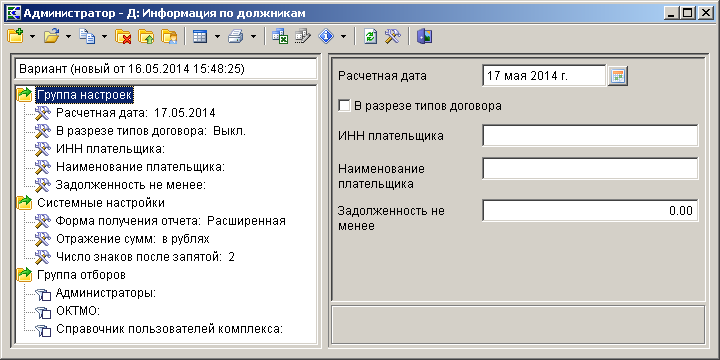 Администратор - Д: Информация по должникам
Вариант (новый от 16.05.2014 15:48:25)
Группа настроек
Расчетная дата: 17.05.2014
В разрезе типов договора: Выкл.
ИНН плательщика:
Наименование плательщика:
Задолженность не менее:
Системные настройки
Форма получения отчета: Расширенная
Отражение сумм: в рублях
Число знаков после запятой: 2
Группа отборов
Администраторы:
ОКТМО:
Справочник пользователей комплекса:
Расчетная дата
17 мая 2014 г.
В разрезе типов договора
ИНН плательщика
Наименование
плательщика
Задолженность не
менее
0.00